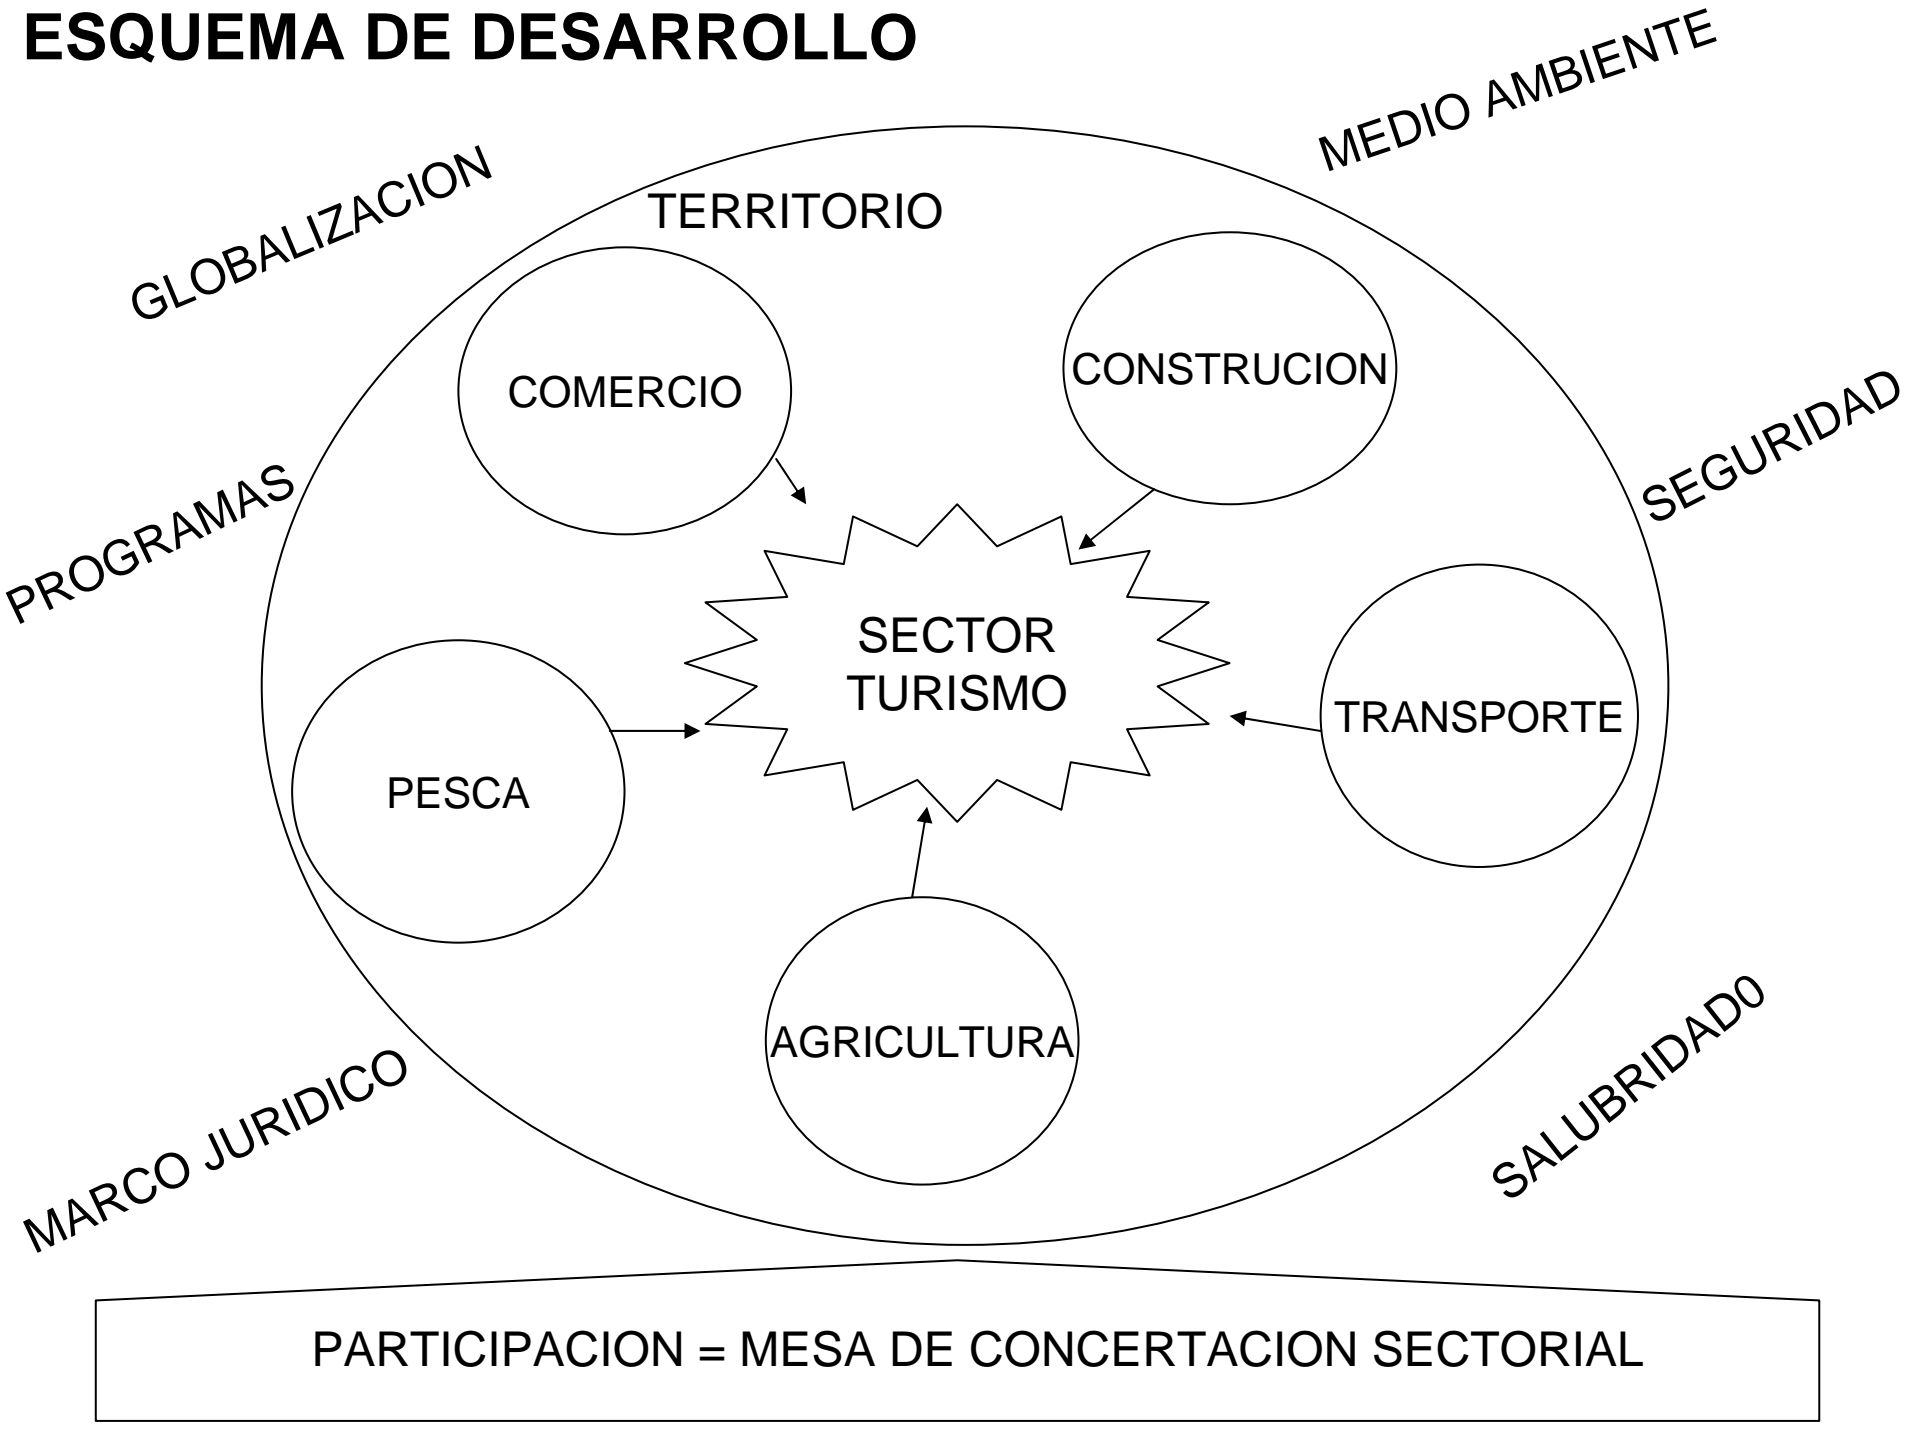 ESQUEMA DE DESARROLLO
MEDIO AMBIENTE
GLOBALIZACION
TERRITORIO
COMERCIO
CONSTRUCION
SEGURIDAD
PROGRAMAS
SECTOR
TURISMO
TRANSPORTE
PESCA
AGRICULTURA
SALUBRIDAD0
MARCO JURIDICO
PARTICIPACION = MESA DE CONCERTACION SECTORIAL